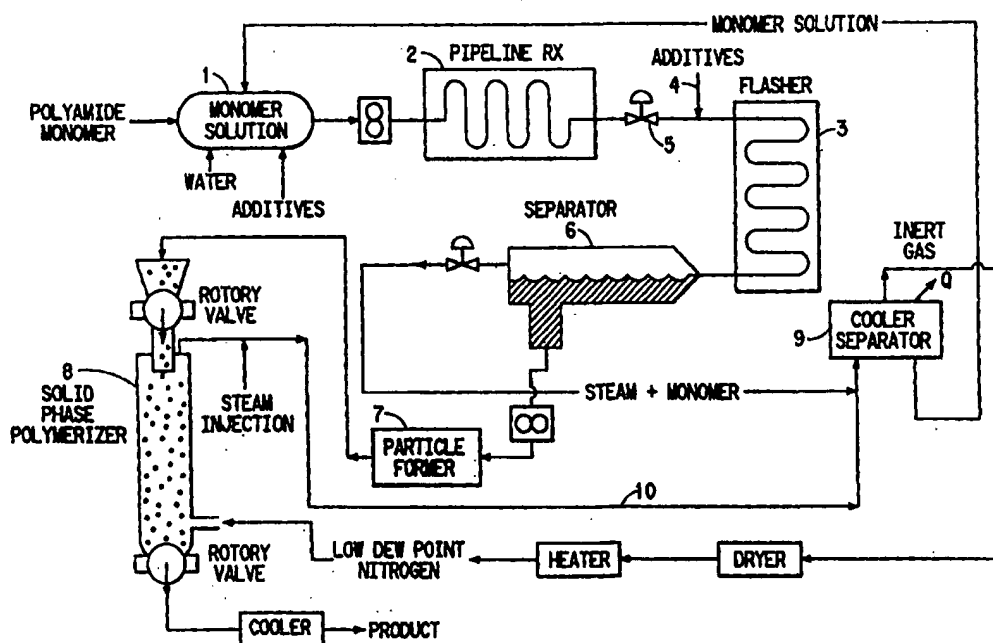 MONOMER SOLUTION
2 PIPELINE RX
ADDITIVES
4
FLASHER
1
POLYAMIDE
MONOMER
MONOMER
SOLUTION
5
3
WATER
ADDITIVES
SEPARATOR
6
INERT
GAS
Q
ROTORY
VALVE
9
COOLER
SEPARATOR
8
SOLID
PHASE
POLYMERIZER
STEAM
INJECTION
STEAM + MONOMER
7
PARTICLE
FORMER
10
ROTORY
VALVE
LOW DEW POINT
NITROGEN
HEATER
DRYER
COOLER
PRODUCT